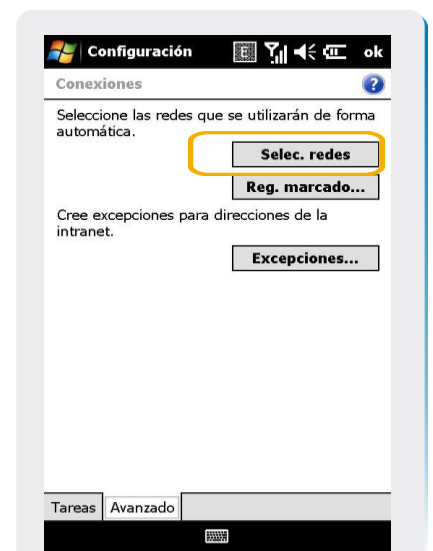 Configuración E ok
Conexiones ?
Seleccione las redes que se utilizarán de forma
automática.
Selec. redes
Reg. marcado...
Cree excepciones para direcciones de la
intranet.
Excepciones...
Tareas Avanzado